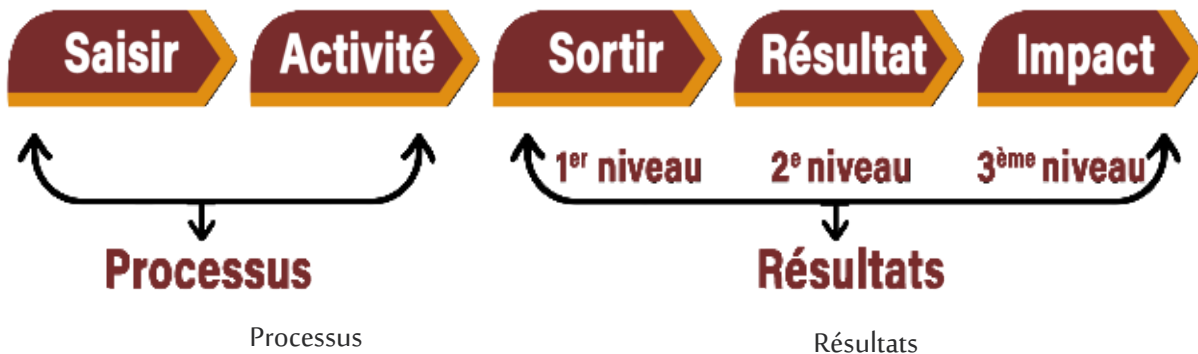 Saisir Activité Sortir Résultat Impact
1er niveau 2e niveau 3ème niveau
Processus Résultats
Processus Résultats